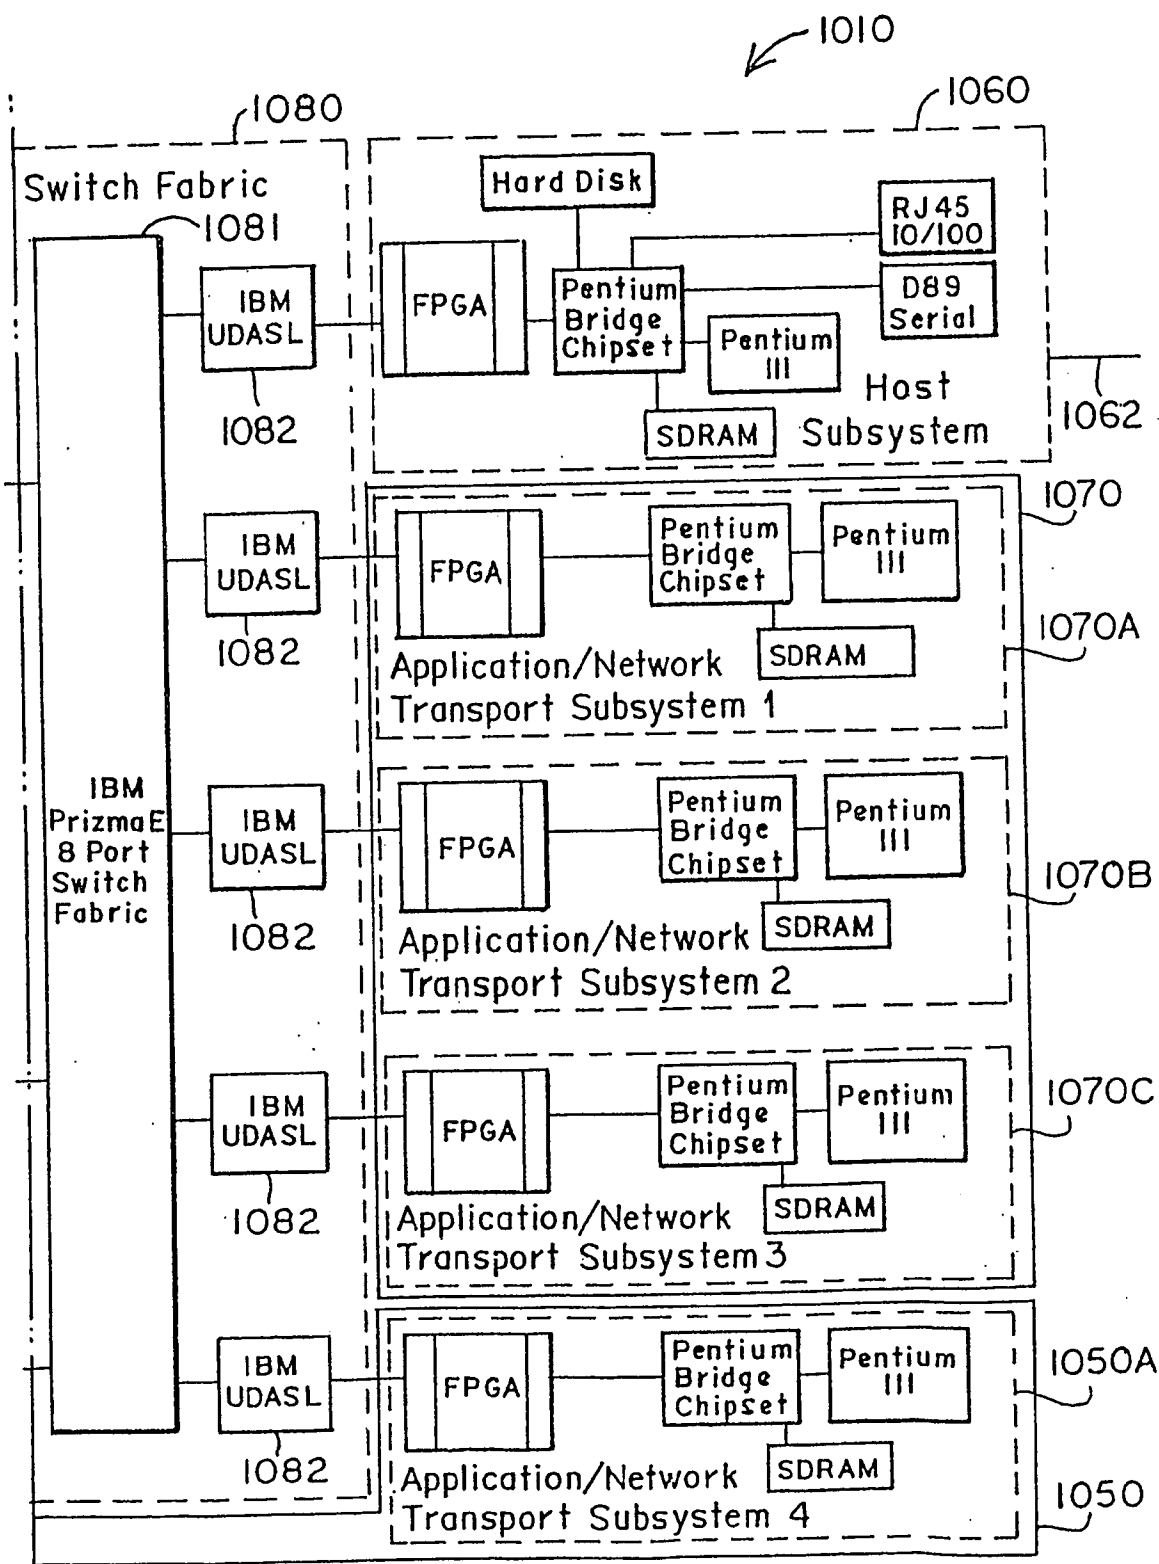 1010
1080
1060
Switch Fabric
1081
Hard Disk
RJ45
10/100
D89
Serial
IBM
UDASL
FPGA
Pentium
Bridge
Chipset
Pentium
III
SDRAM
Host
Subsystem
1082
1062
1070
IBM
UDASL
1082
FPGA
Pentium
Bridge
Chipset
Pentium
III
SDRAM
1070A
Application/Network
Transport Subsystem 1
IBM
PrizmaE
8 Port
Switch
Fabric
IBM
UDASL
1082
FPGA
Pentium
Bridge
Chipset
Pentium
III
SDRAM
1070B
Application/Network
Transport Subsystem 2
IBM
UDASL
1082
FPGA
Pentium
Bridge
Chipset
Pentium
III
SDRAM
1070C
Application/Network
Transport Subsystem 3
IBM
UDASL
1082
FPGA
Pentium
Bridge
Chipset
Pentium
III
SDRAM
1050A
Application/Network
Transport Subsystem 4
1050